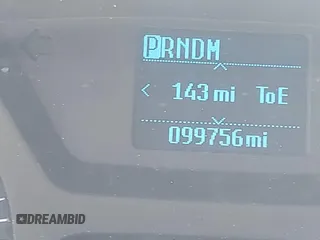 PRNDM
< 143 mi ToE
099756mi
DREAMBID